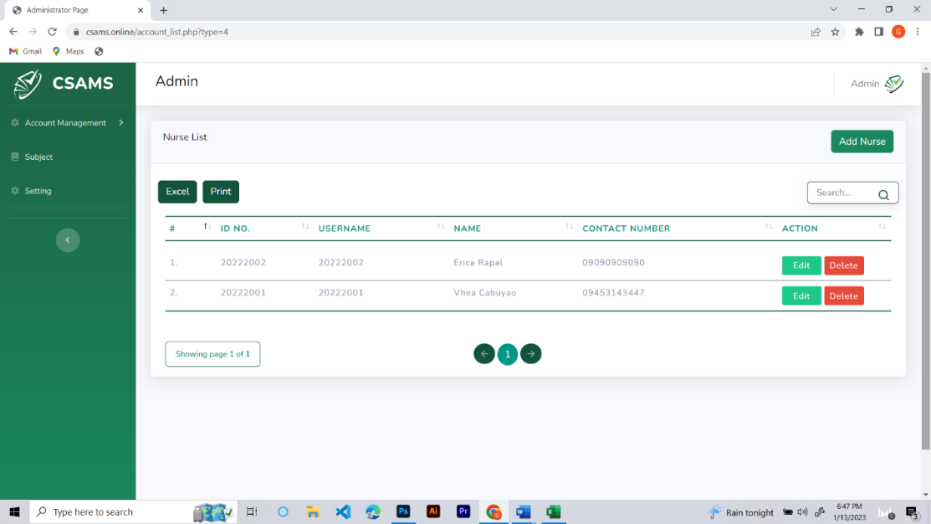 Administrator Page
csams.online/account_list.php?type=4
Gmail Maps
CSAMS
Admin
Admin
Account Management
Subject
Setting
Nurse List
Add Nurse
Excel Print
Search...
# ID NO. USERNAME NAME CONTACT NUMBER ACTION
1. 20222002 20222002 Erica Rapal 09090909090 Edit Delete
2. 20222001 20222001 Vhea Cabuyao 09453143447 Edit Delete
Showing page 1 of 1
1
Type here to search
Rain tonight
6:47 PM
1/13/2023